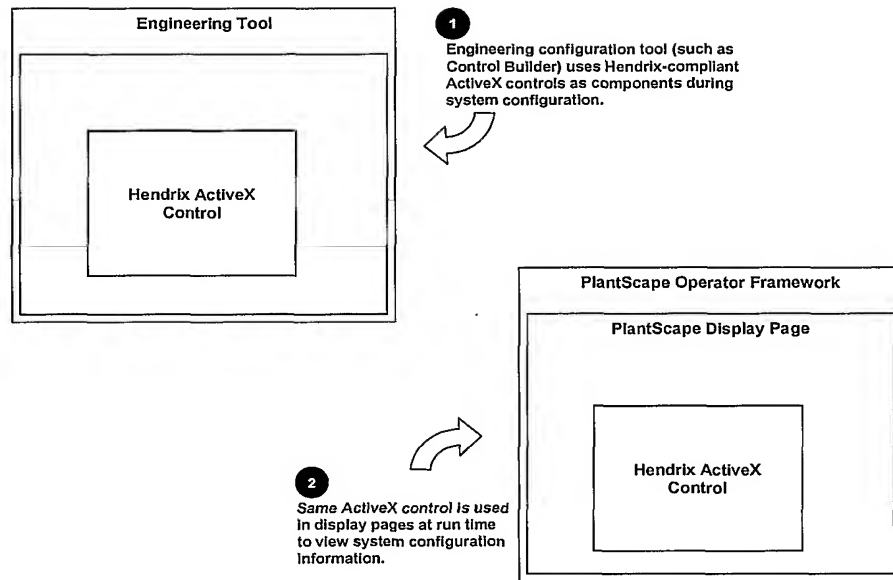 Engineering Tool
Hendrix ActiveX
Control
1
Engineering configuration tool (such as
Control Builder) uses Hendrix-compliant
ActiveX controls as components during
system configuration.
PlantScape Operator Framework
PlantScape Display Page
Hendrix ActiveX
Control
2
Same ActiveX control is used
in display pages at run time
to view system configuration
information.